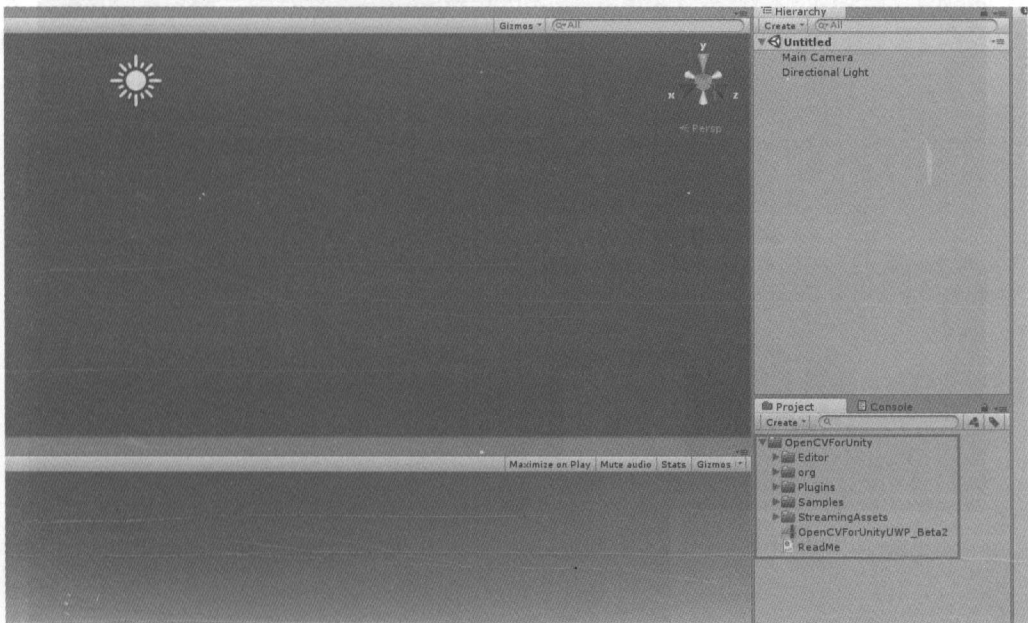 Hierarchy
Gizmos
All
Create
All
Untitled
Main Camera
Directional Light
y
x
z
Persp
Project
Console
Create
OpenCVForUnity
Editor
org
Plugins
Samples
StreamingAssets
OpenCVForUnityUWP_Beta2
ReadMe
Maximize on Play
Mute audio
Stats
Gizmos